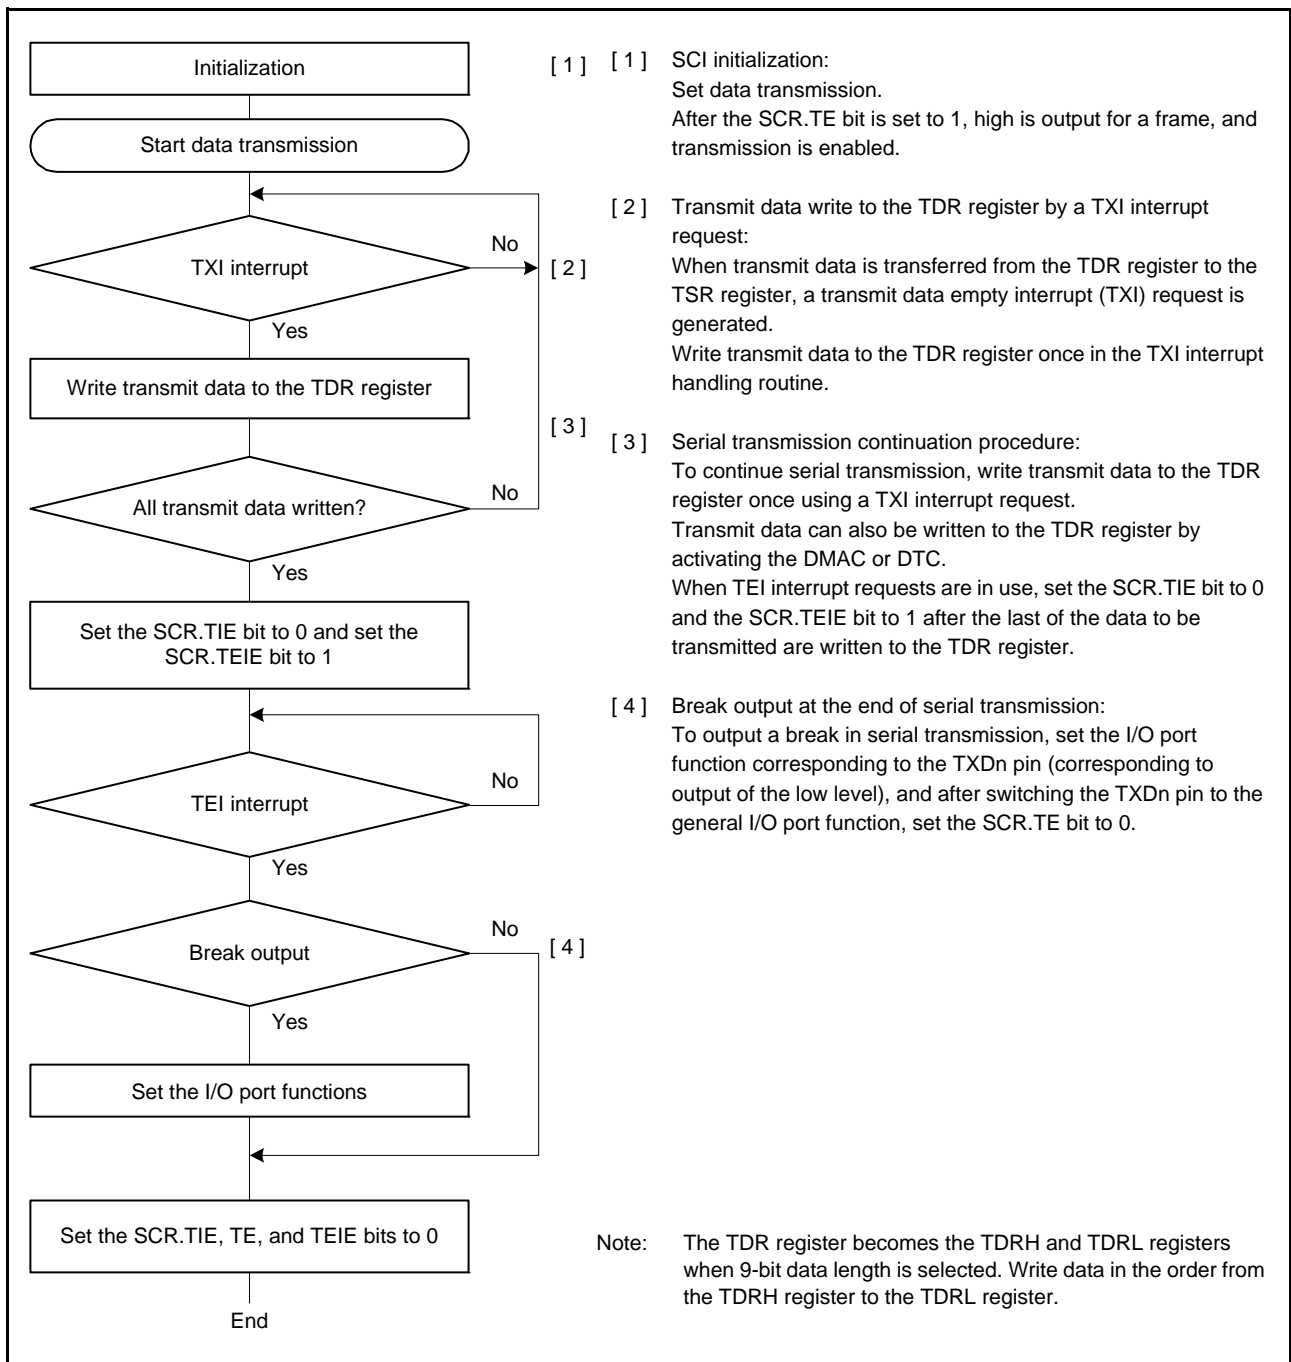 Initialization
[ 1 ]
Start data transmission
No
TXI interrupt
[ 2 ]
Yes
Write transmit data to the TDR register
[ 3 ]
No
All transmit data written?
Yes
Set the SCR.TIE bit to 0 and set the
SCR.TEIE bit to 1
No
TEI interrupt
Yes
No
Break output
[ 4 ]
Yes
Set the I/O port functions
Set the SCR.TIE, TE, and TEIE bits to 0
End
[ 1 ] SCI initialization:
Set data transmission.
After the SCR.TE bit is set to 1, high is output for a frame, and
transmission is enabled.
[ 2 ] Transmit data write to the TDR register by a TXI interrupt
request:
When transmit data is transferred from the TDR register to the
TSR register, a transmit data empty interrupt (TXI) request is
generated.
Write transmit data to the TDR register once in the TXI interrupt
handling routine.
[ 3 ] Serial transmission continuation procedure:
To continue serial transmission, write transmit data to the TDR
register once using a TXI interrupt request.
Transmit data can also be written to the TDR register by
activating the DMAC or DTC.
When TEI interrupt requests are in use, set the SCR.TIE bit to 0
and the SCR.TEIE bit to 1 after the last of the data to be
transmitted are written to the TDR register.
[ 4 ] Break output at the end of serial transmission:
To output a break in serial transmission, set the I/O port
function corresponding to the TXDn pin (corresponding to
output of the low level), and after switching the TXDn pin to the
general I/O port function, set the SCR.TE bit to 0.
Note: The TDR register becomes the TDRH and TDRL registers
when 9-bit data length is selected. Write data in the order from
the TDRH register to the TDRL register.